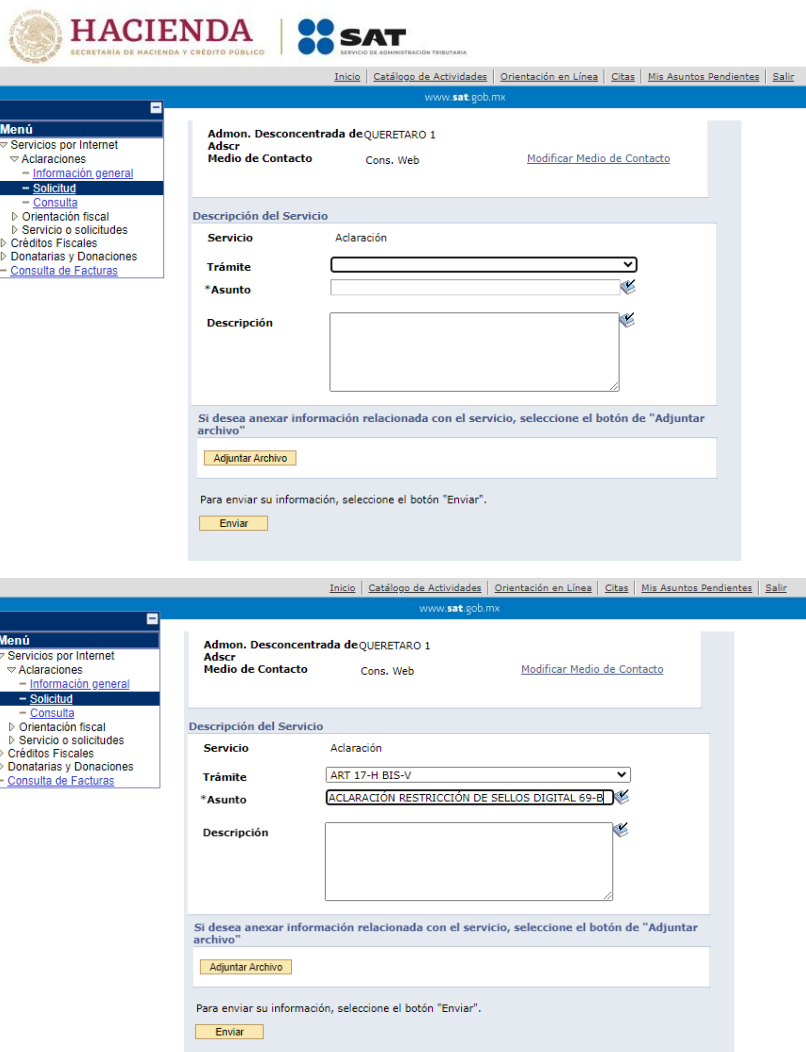 HACIENDA
SECRETARÍA DE HACIENDA Y CRÉDITO PÚBLICO
SAT
SERVICIO DE ADMINISTRACIÓN TRIBUTARIA
Inicio Catálogo de Actividades Orientación en Línea Citas Mis Asuntos Pendientes Salir
www.sat.gob.mx
Menú
Servicios por Internet
Aclaraciones
Información general
Solicitud
Consulta
Orientación fiscal
Servicio o solicitudes
Créditos Fiscales
Donatarias y Donaciones
Consulta de Facturas
Admon. Desconcentrada de QUERETARO 1
Adscr
Medio de Contacto Cons. Web Modificar Medio de Contacto
Descripción del Servicio
Servicio Aclaración
Trámite
*Asunto
Descripción
Si desea anexar información relacionada con el servicio, seleccione el botón de "Adjuntar
archivo"
Adjuntar Archivo
Para enviar su información, seleccione el botón "Enviar".
Enviar
Inicio Catálogo de Actividades Orientación en Línea Citas Mis Asuntos Pendientes Salir
www.sat.gob.mx
Menú
Servicios por Internet
Aclaraciones
Información general
Solicitud
Consulta
Orientación fiscal
Servicio o solicitudes
Créditos Fiscales
Donatarias y Donaciones
Consulta de Facturas
Admon. Desconcentrada de QUERETARO 1
Adscr
Medio de Contacto Cons. Web Modificar Medio de Contacto
Descripción del Servicio
Servicio Aclaración
Trámite ART 17-H BIS-V
*Asunto ACLARACIÓN RESTRICCIÓN DE SELLOS DIGITAL 69-B
Descripción
Si desea anexar información relacionada con el servicio, seleccione el botón de "Adjuntar
archivo"
Adjuntar Archivo
Para enviar su información, seleccione el botón "Enviar".
Enviar